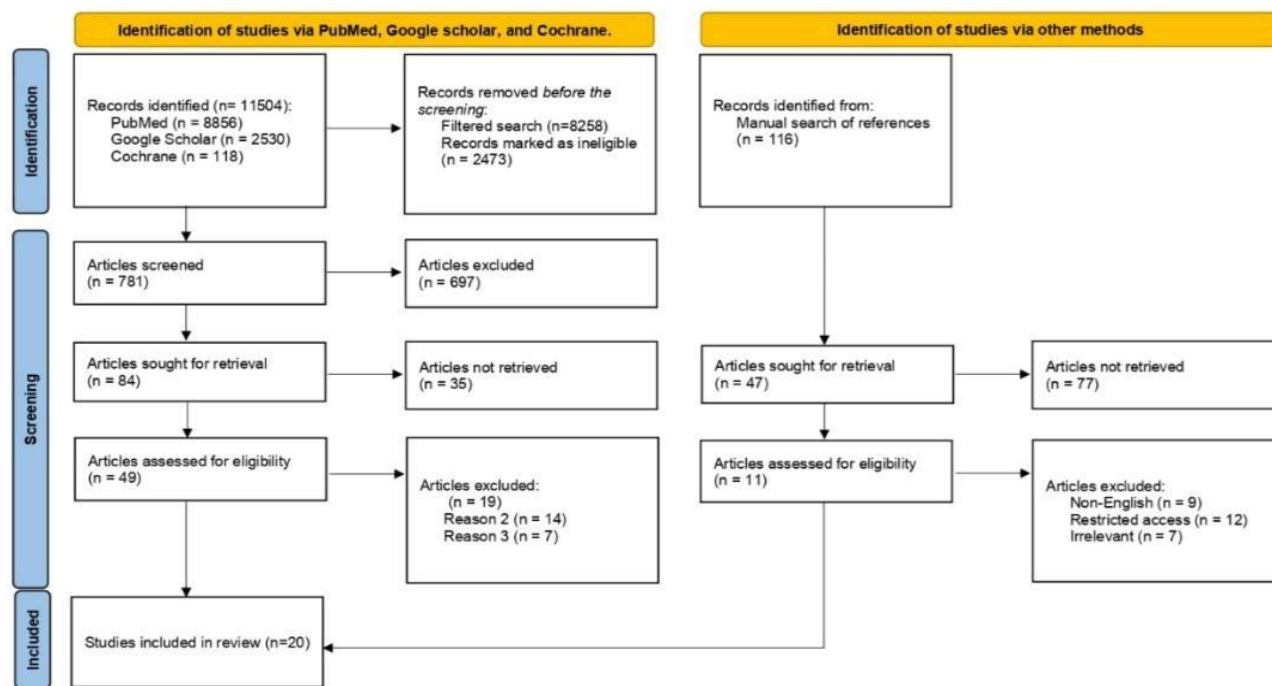 Identification of studies via PubMed, Google scholar, and Cochrane.
Identification of studies via other methods
Identification
Records identified (n= 11504):
PubMed (n = 8856)
Google Scholar (n = 2530)
Cochrane (n = 118)
Records removed before the
screening:
Filtered search (n=8258)
Records marked as ineligible
(n = 2473)
Records identified from:
Manual search of references
(n = 116)
Screening
Articles screened
(n = 781)
Articles excluded
(n = 697)
Articles sought for retrieval
(n = 84)
Articles not retrieved
(n = 35)
Articles sought for retrieval
(n = 47)
Articles not retrieved
(n = 77)
Articles assessed for eligibility
(n = 49)
Articles excluded:
(n = 19)
Reason 2 (n = 14)
Reason 3 (n = 7)
Articles assessed for eligibility
(n = 11)
Articles excluded:
Non-English (n = 9)
Restricted access (n = 12)
Irrelevant (n = 7)
Included
Studies included in review (n=20)